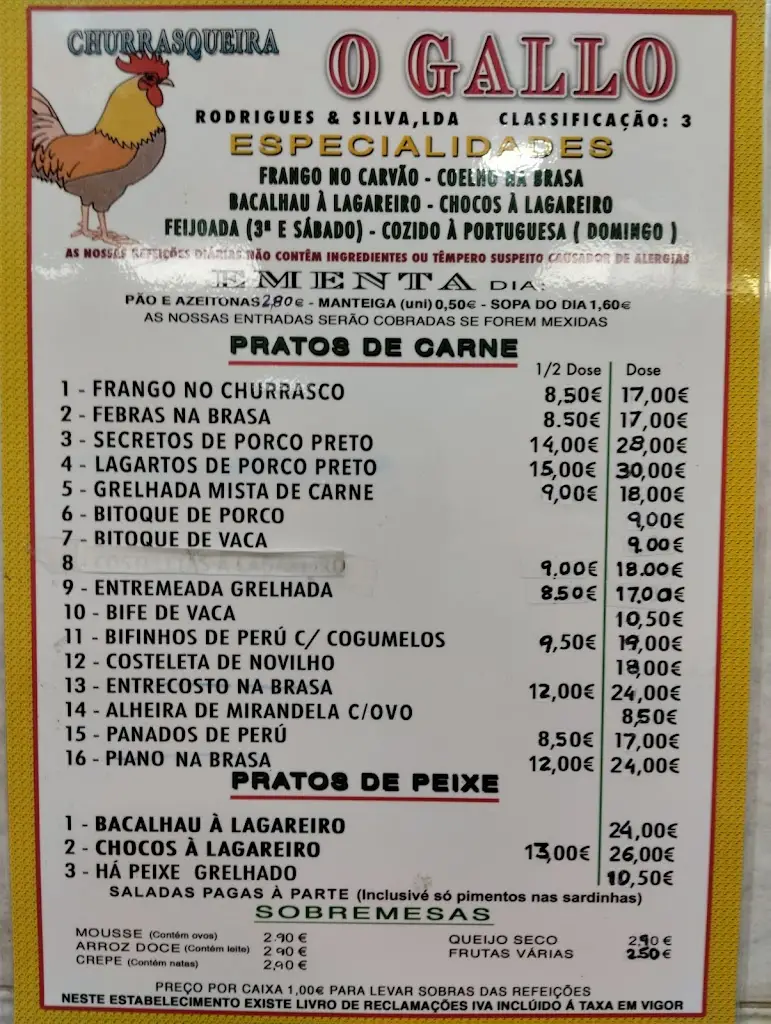 CHURRASQUEIRA O GALLO
RODRIGUES & SILVA,LDA CLASSIFICAÇÃO: 3
ESPECIALIDADES
FRANGO NO CARVÃO - COELHO NA BRASA
BACALHAU À LAGAREIRO - CHOCOS À LAGAREIRO
FEIJOADA (3ª E SÁBADO) - COZIDO À PORTUGUESA ( DOMINGO )
AS NOSSAS REFEIÇÕES DIÁRIAS NÃO CONTÊM INGREDIENTES OU TÊMPERO SUSPEITO CAUSADOR DE ALERGIAS
EMENTA DIA:
PÃO E AZEITONAS 2,80€ - MANTEIGA (uni) 0,50€ - SOPA DO DIA 1,60€
AS NOSSAS ENTRADAS SERÃO COBRADAS SE FOREM MEXIDAS
PRATOS DE CARNE
1/2 Dose Dose
1 - FRANGO NO CHURRASCO 8,50€ 17,00€
2 - FEBRAS NA BRASA 8.50€ 17,00€
3 - SECRETOS DE PORCO PRETO 14,00€ 28,00€
4 - LAGARTOS DE PORCO PRETO 15,00€ 30,00€
5 - GRELHADA MISTA DE CARNE 9,00€ 18,00€
6 - BITOQUE DE PORCO 9,00€
7 - BITOQUE DE VACA 9.00€
8 9.00€ 18.00€
9 - ENTREMEADA GRELHADA 8.50€ 17.00€
10 - BIFE DE VACA 10,50€
11 - BIFINHOS DE PERÚ C/ COGUMELOS 9,50€ 19,00€
12 - COSTELETA DE NOVILHO 18,00€
13 - ENTRECOSTO NA BRASA 12,00€ 24,00€
14 - ALHEIRA DE MIRANDELA C/OVO 8,50€
15 - PANADOS DE PERÚ 8,50€ 17,00€
16 - PIANO NA BRASA 12,00€ 24,00€
PRATOS DE PEIXE
1 - BACALHAU À LAGAREIRO 24,00€
2 - CHOCOS À LAGAREIRO 13,00€ 26,00€
3 - HÁ PEIXE GRELHADO 10,50€
SALADAS PAGAS À PARTE (Inclusivé só pimentos nas sardinhas)
SOBREMESAS
MOUSSE (Contém ovos) 2.90 € QUEIJO SECO 2,90 €
ARROZ DOCE (Contém leite) 2.90 € FRUTAS VÁRIAS 2.50 €
CREPE (Contém natas) 2,90 €
PREÇO POR CAIXA 1,00€ PARA LEVAR SOBRAS DAS REFEIÇÕES
NESTE ESTABELECIMENTO EXISTE LIVRO DE RECLAMAÇÕES IVA INCLÚIDO Á TAXA EM VIGOR